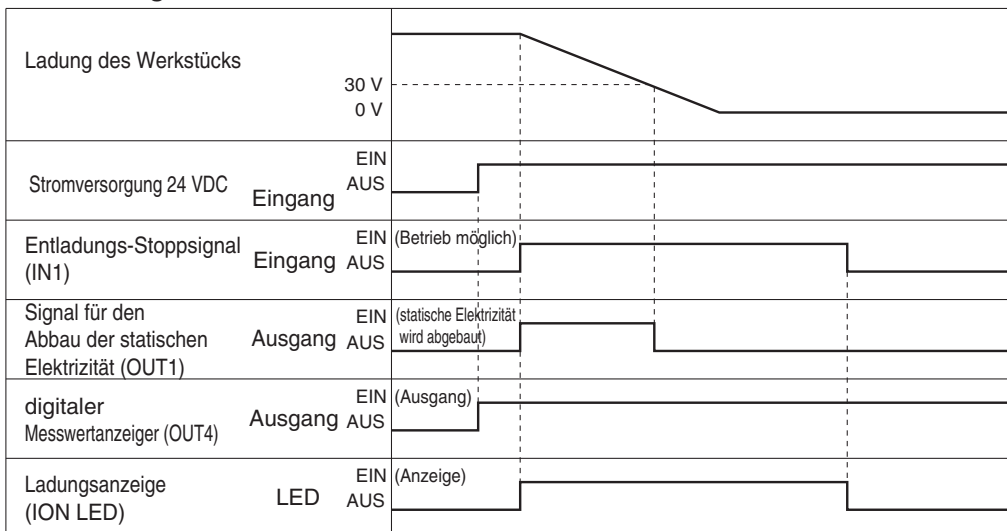 Ladung des Werkstücks
30 V
0 V
Stromversorgung 24 VDC
Eingang
EIN
AUS
Entladungs-Stoppsignal
(IN1)
Eingang
EIN (Betrieb möglich)
AUS
Signal für den
Abbau der statischen
Elektrizität (OUT1)
Ausgang
EIN (statische Elektrizität
AUS wird abgebaut)
digitaler
Messwertanzeiger (OUT4)
Ausgang
EIN (Ausgang)
AUS
Ladungsanzeige
(ION LED)
LED
EIN (Anzeige)
AUS